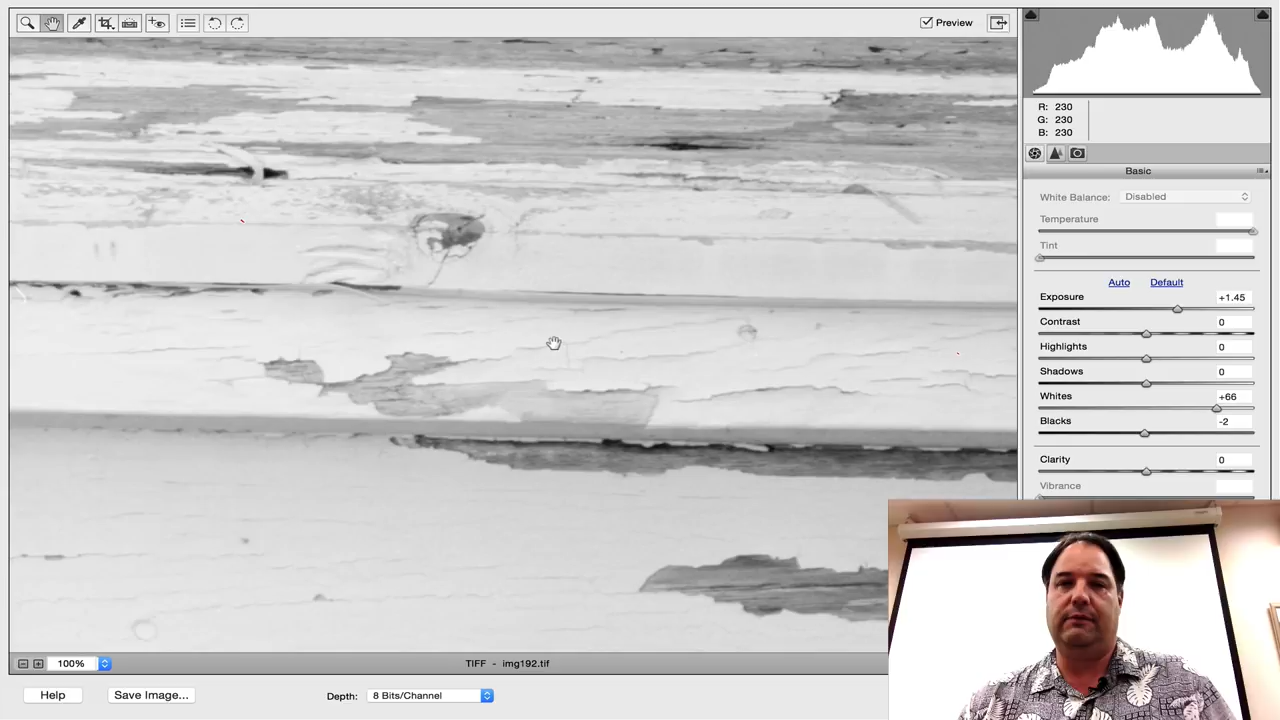 Preview
R: 230
G: 230
B: 230
Basic
White Balance: Disabled
Temperature
Tint
Auto Default
Exposure +1.45
Contrast 0
Highlights 0
Shadows 0
Whites +66
Blacks -2
Clarity 0
Vibrance
100%
TIFF - img192.tif
Help
Save Image...
Depth: 8 Bits/Channel